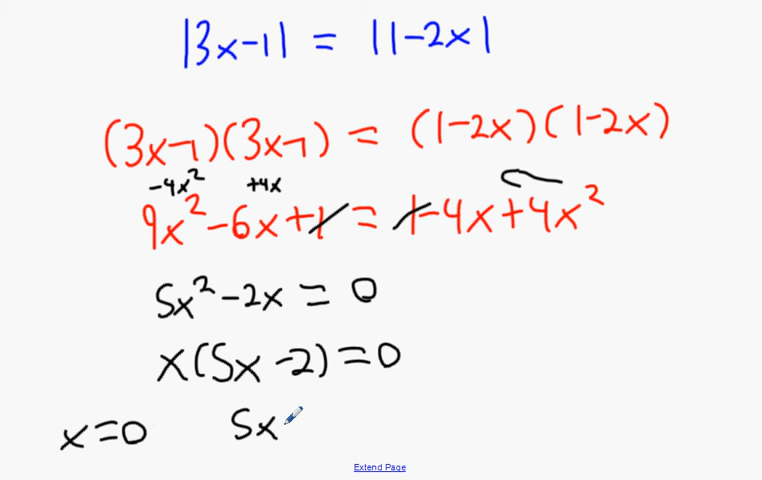 |3x-1| = |1-2x|
(3x-1)(3x-1) = (1-2x)(1-2x)
-4x² +4x
9x²-6x+1 = 1-4x+4x²
5x²-2x = 0
x(5x-2)=0
x=0 5x
Extend Page